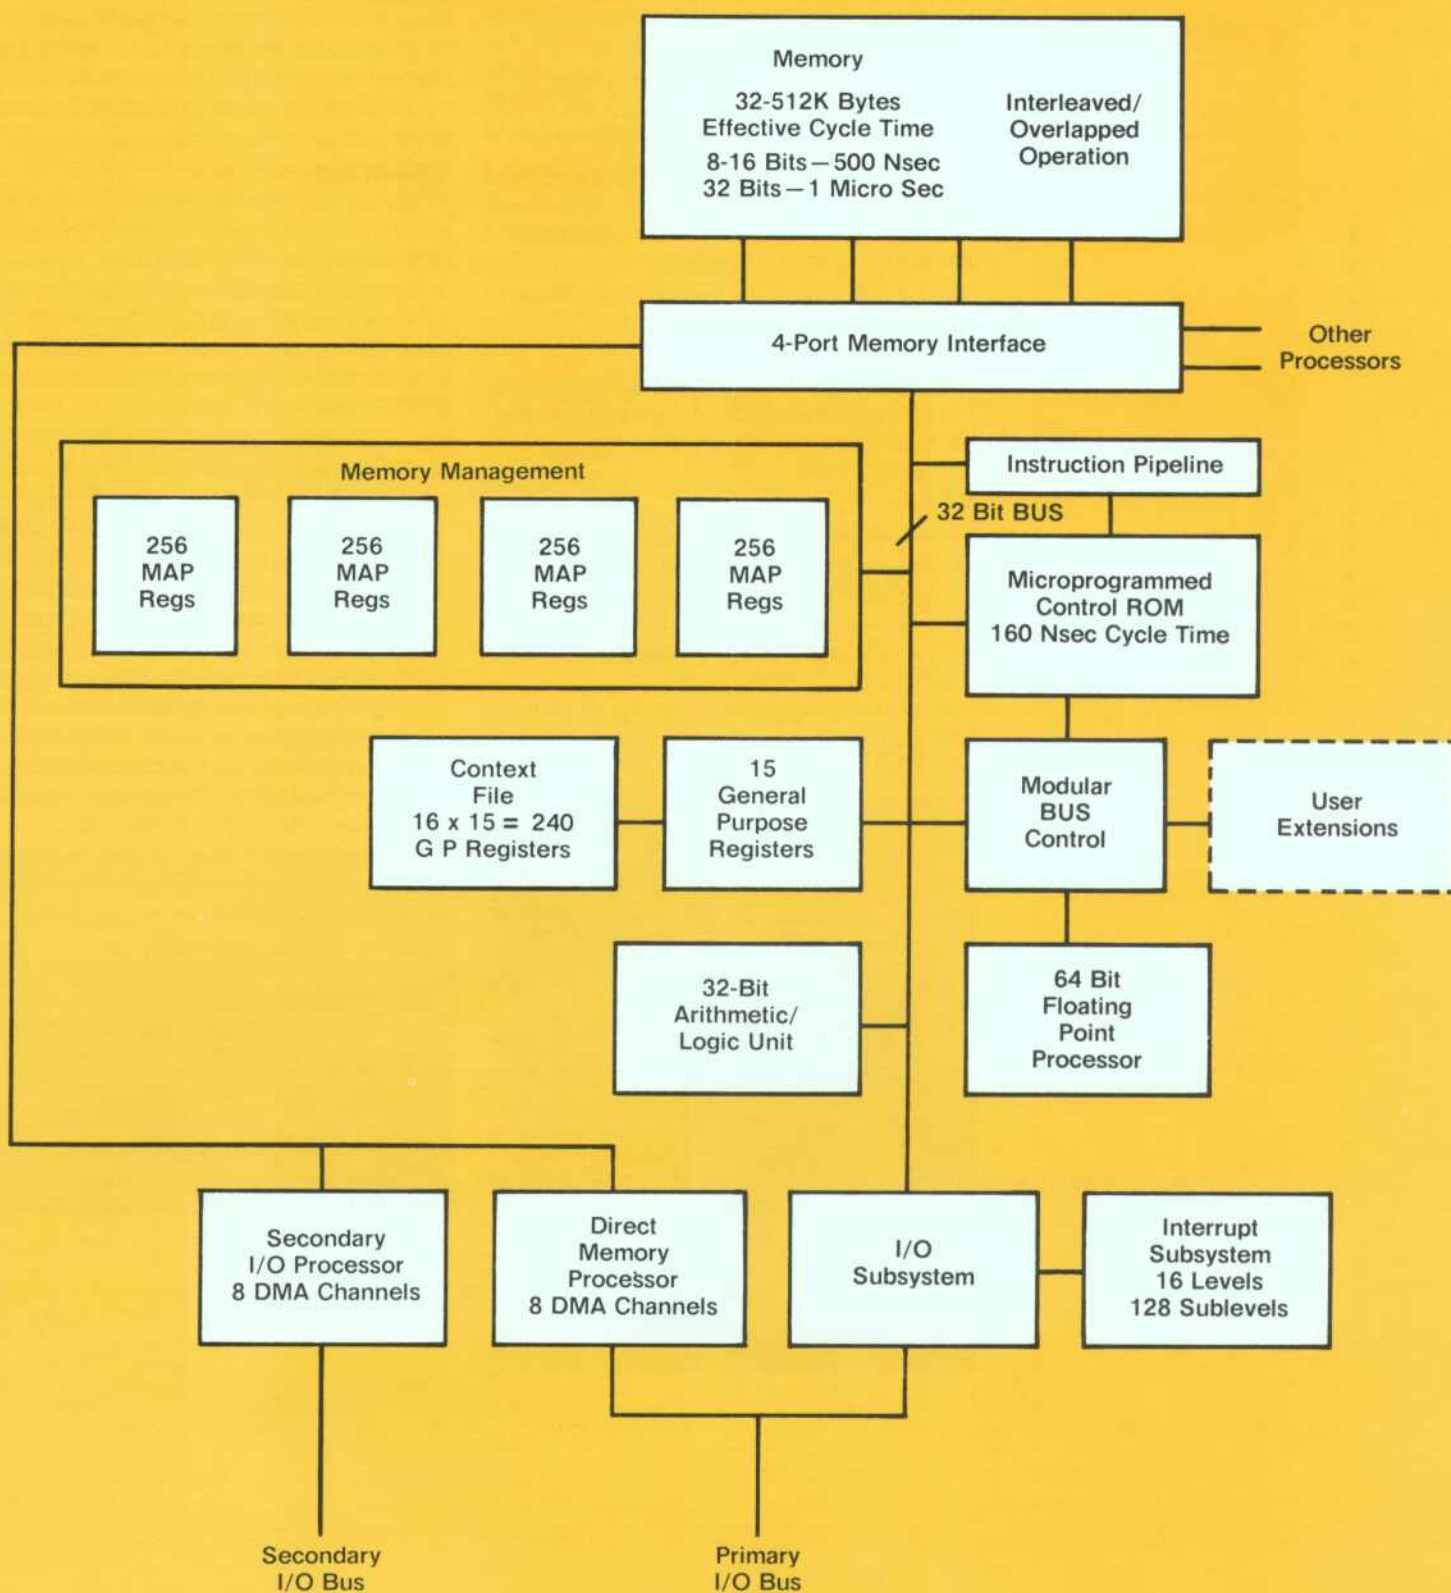 Memory
32-512K Bytes
Effective Cycle Time
8-16 Bits—500 Nsec
32 Bits—1 Micro Sec
Interleaved/
Overlapped
Operation
4-Port Memory Interface
Other
Processors
Memory Management
256
MAP
Regs
256
MAP
Regs
256
MAP
Regs
256
MAP
Regs
32 Bit BUS
Instruction Pipeline
Microprogrammed
Control ROM
160 Nsec Cycle Time
Context
File
16 x 15 = 240
G P Registers
15
General
Purpose
Registers
Modular
BUS
Control
User
Extensions
32-Bit
Arithmetic/
Logic Unit
64 Bit
Floating
Point
Processor
Secondary
I/O Processor
8 DMA Channels
Direct
Memory
Processor
8 DMA Channels
I/O
Subsystem
Interrupt
Subsystem
16 Levels
128 Sublevels
Secondary
I/O Bus
Primary
I/O Bus